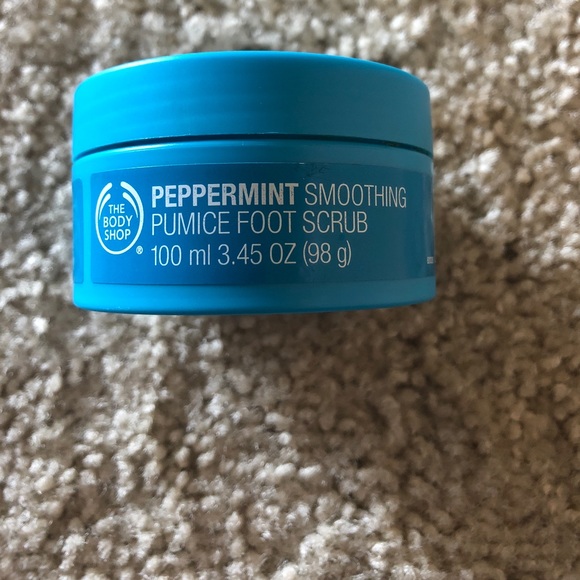 THE
BODY
SHOP®
PEPPERMINT SMOOTHING
PUMICE FOOT SCRUB
100 ml 3.45 OZ (98 g)